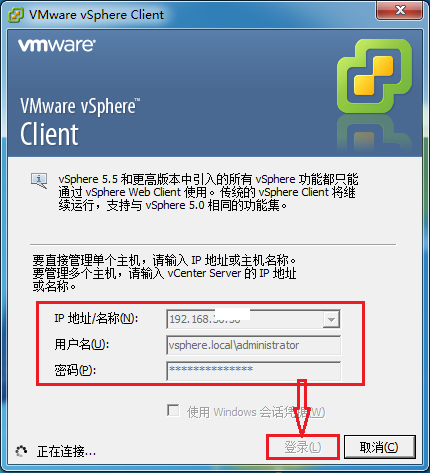 VMware vSphere Client
vmware®
VMware vSphere™
Client
vSphere 5.5 和更高版本中引入的所有 vSphere 功能都只能
通过 vSphere Web Client 使用。传统的 vSphere Client 将继
续运行，支持与 vSphere 5.0 相同的功能集。
要直接管理单个主机，请输入 IP 地址或主机名称。
要管理多个主机，请输入 vCenter Server 的 IP 地址
或名称。
IP 地址/名称(N): 192.168.
用户名(U): vsphere.local\administrator
密码(P): **************
使用 Windows 会话凭据(W)
正在连接... 登录(L) 取消(C)